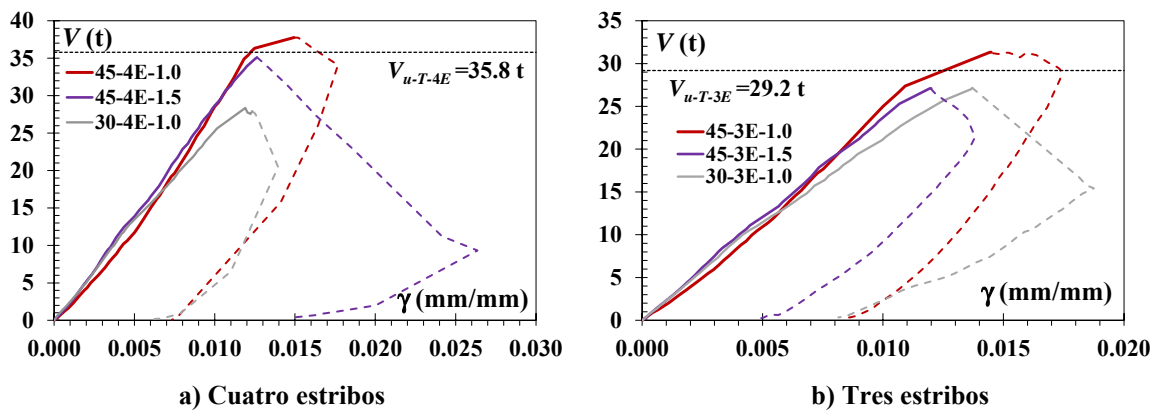 40
35
30
25
20
15
10
5
0
V (t)
45-4E-1.0
45-4E-1.5
30-4E-1.0
Vu-T-4E =35.8 t
γ (mm/mm)
0.000 0.005 0.010 0.015 0.020 0.025 0.030
a) Cuatro estribos
35
30
25
20
15
10
5
0
V (t)
Vu-T-3E =29.2 t
45-3E-1.0
45-3E-1.5
30-3E-1.0
γ (mm/mm)
0.000 0.005 0.010 0.015 0.020
b) Tres estribos